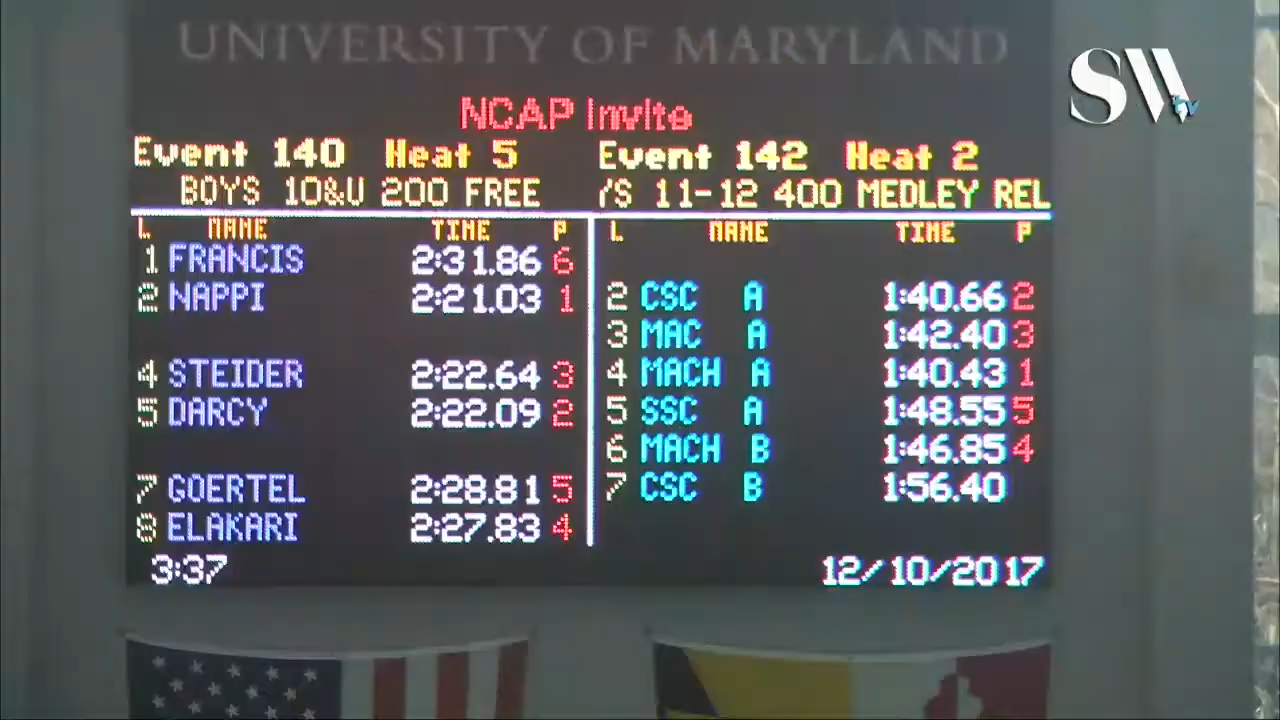 UNIVERSITY OF MARYLAND
SW tv
NCAP Invite
Event 140 Heat 5
BOYS 10&U 200 FREE
L NAME TIME P
1 FRANCIS 2:31.86 6
2 NAPPI 2:21.03 1
4 STEIDER 2:22.64 3
5 DARCY 2:22.09 2
7 GOERTEL 2:28.81 5
8 ELAKARI 2:27.83 4
3:37
Event 142 Heat 2
/S 11-12 400 MEDLEY REL
L NAME TIME P
2 CSC A 1:40.66 2
3 MAC A 1:42.40 3
4 MACH A 1:40.43 1
5 SSC A 1:48.55 5
6 MACH B 1:46.85 4
7 CSC B 1:56.40
12/10/2017